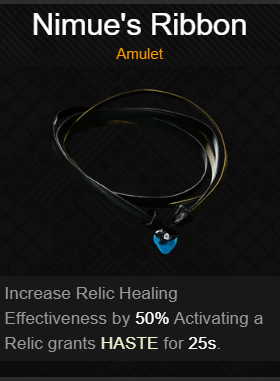 Nimue's Ribbon
Amulet
Increase Relic Healing
Effectiveness by 50% Activating a
Relic grants HASTE for 25s.